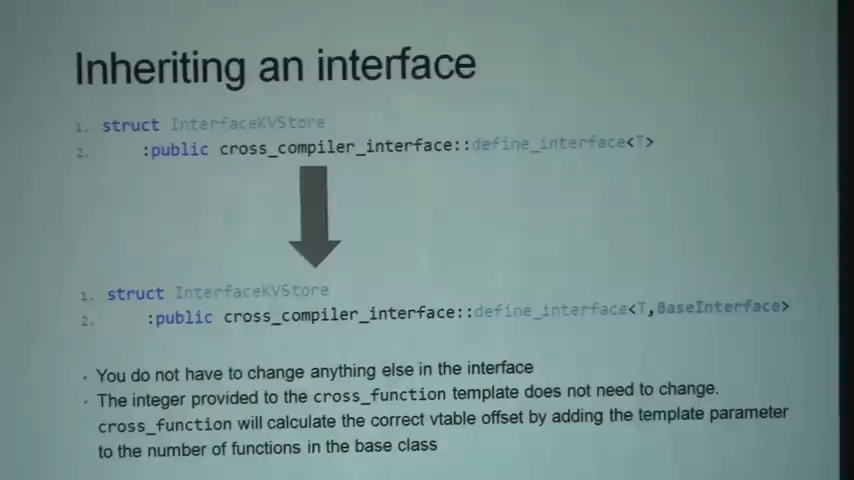 Inheriting an interface
1. struct InterfaceKVStore
2. :public cross_compiler_interface::define_interface<T>
1. struct InterfaceKVStore
2. :public cross_compiler_interface::define_interface<T,BaseInterface>
· You do not have to change anything else in the interface
· The integer provided to the cross_function template does not need to change.
cross_function will calculate the correct vtable offset by adding the template parameter
to the number of functions in the base class